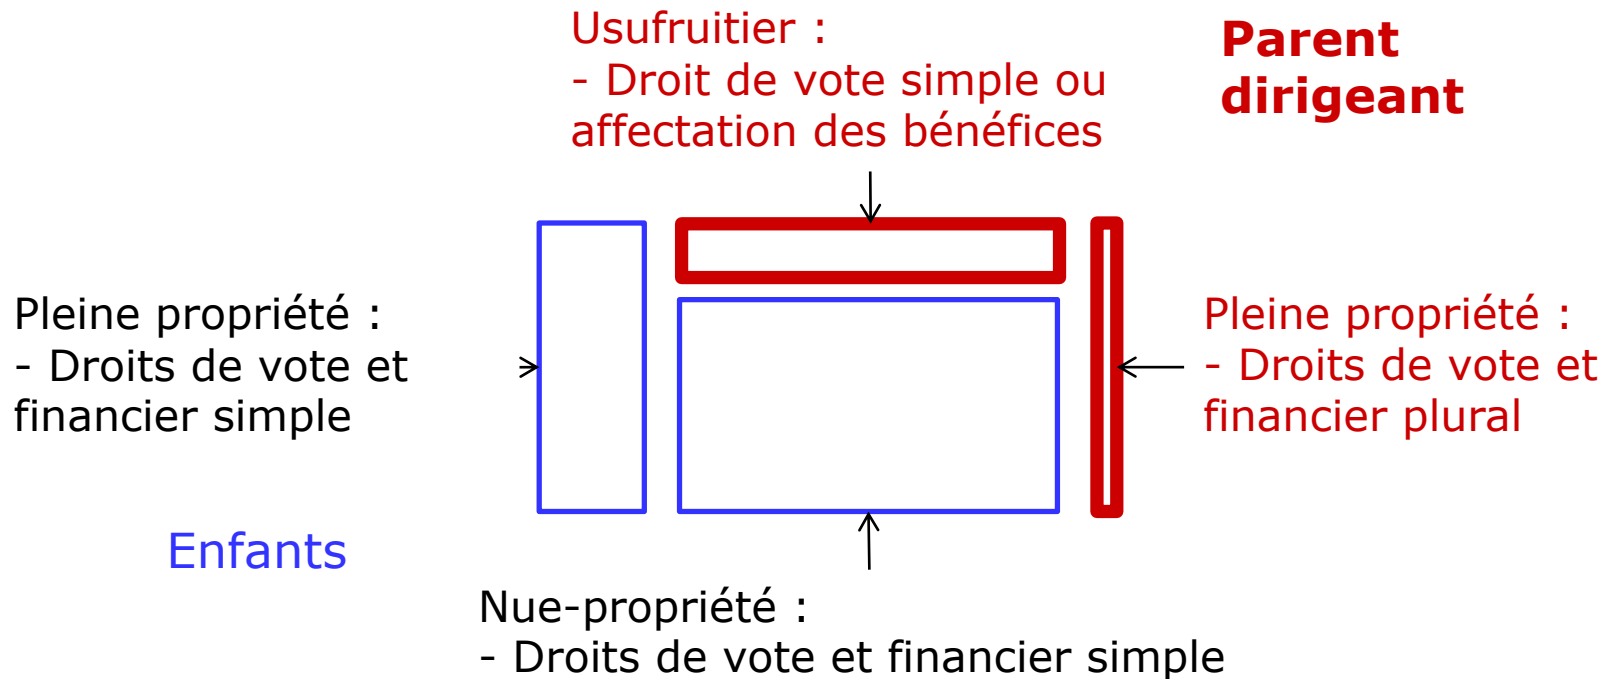 Usufruitier :
- Droit de vote simple ou
affectation des bénéfices
Parent
dirigeant
Pleine propriété :
- Droits de vote et
financier simple
Pleine propriété :
- Droits de vote et
financier plural
Enfants
Nue-propriété :
- Droits de vote et financier simple